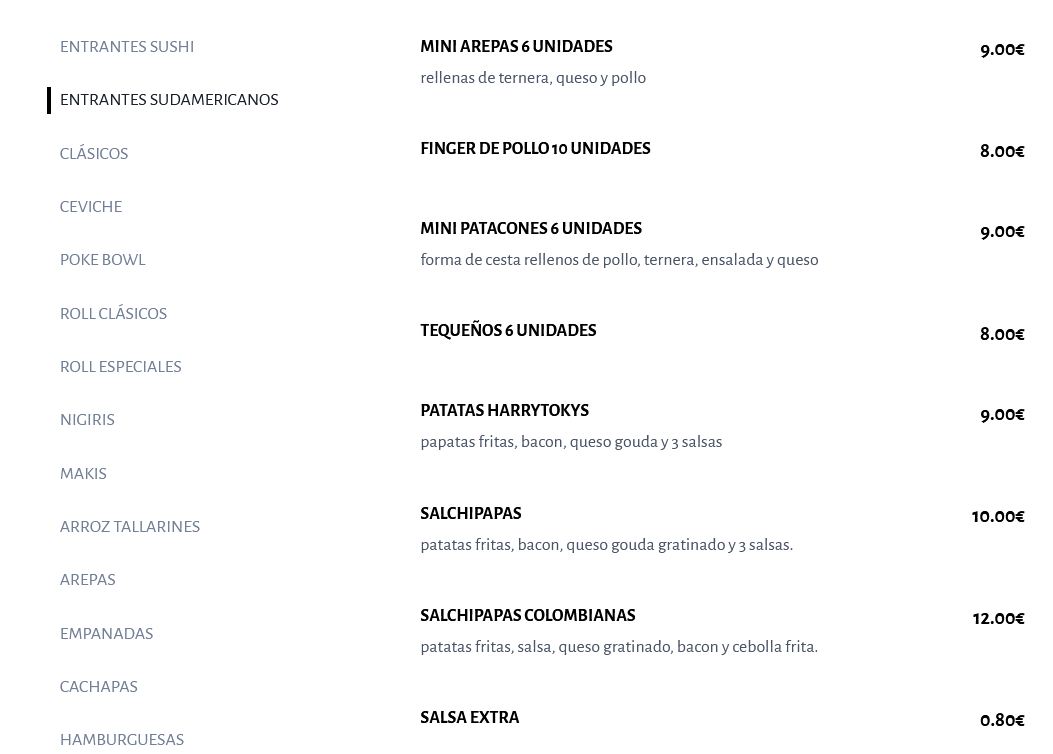 ENTRANTES SUSHI
ENTRANTES SUDAMERICANOS
CLÁSICOS
CEVICHE
POKE BOWL
ROLL CLÁSICOS
ROLL ESPECIALES
NIGIRIS
MAKIS
ARROZ TALLARINES
AREPAS
EMPANADAS
CACHAPAS
HAMBURGUESAS
MINI AREPAS 6 UNIDADES 9.00€
rellenas de ternera, queso y pollo
FINGER DE POLLO 10 UNIDADES 8.00€
MINI PATACONES 6 UNIDADES 9.00€
forma de cesta rellenos de pollo, ternera, ensalada y queso
TEQUEÑOS 6 UNIDADES 8.00€
PATATAS HARRYTOKYS 9.00€
papatas fritas, bacon, queso gouda y 3 salsas
SALCHIPAPAS 10.00€
patatas fritas, bacon, queso gouda gratinado y 3 salsas.
SALCHIPAPAS COLOMBIANAS 12.00€
patatas fritas, salsa, queso gratinado, bacon y cebolla frita.
SALSA EXTRA 0.80€